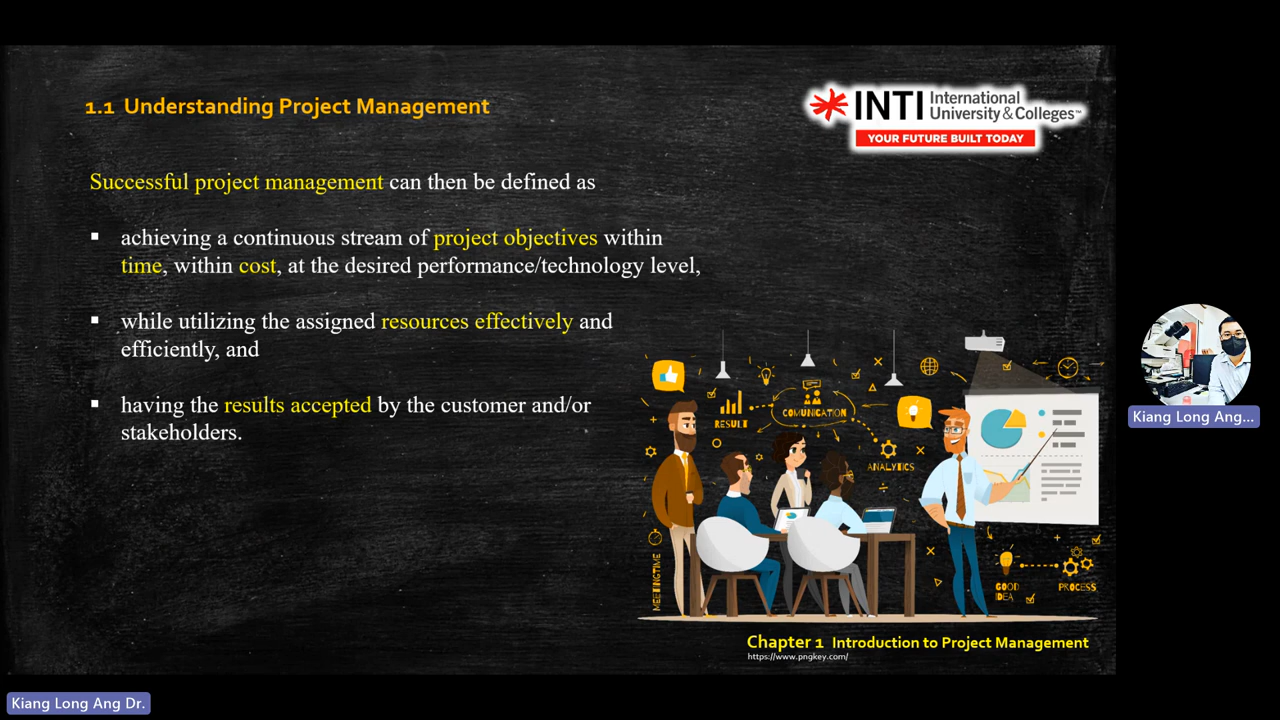 1.1 Understanding Project Management
INTI International
University & Colleges™
YOUR FUTURE BUILT TODAY
Successful project management can then be defined as
▪ achieving a continuous stream of project objectives within
time, within cost, at the desired performance/technology level,
▪ while utilizing the assigned resources effectively and
efficiently, and
▪ having the results accepted by the customer and/or
stakeholders.
RESULT
COMUNICATION
ANALYTICS
MEETING TIME
GOOD
IDEA
PROCESS
Chapter 1 Introduction to Project Management
https://www.pngkey.com/
Kiang Long Ang...
Kiang Long Ang Dr.